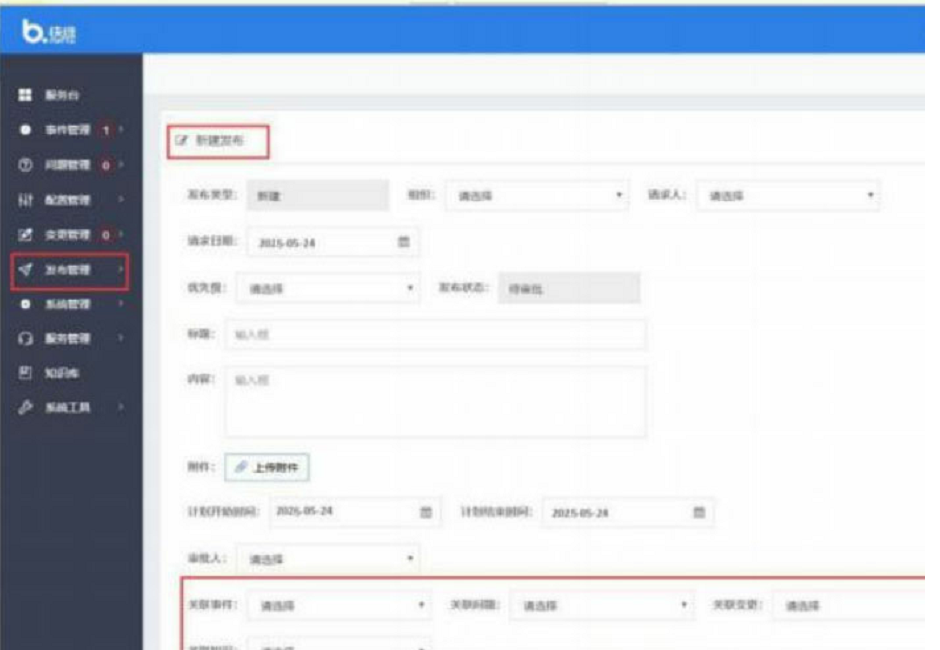 b.
服务台
事件管理 1
问题管理 0
配置管理
变更管理 0
发布管理
系统管理
服务管理
知识库
系统工具
新建发布
发布类型: 新建 组织: 请选择 请求人: 请选择
请求日期: 2025-05-24
优先级: 请选择 发布状态: 待审批
标题: 输入框
内容: 输入框
附件: 上传附件
计划开始时间: 2025-05-24 计划结束时间: 2025-05-24
审批人: 请选择
关联事件: 请选择 关联问题: 请选择 关联变更: 请选择
请选择